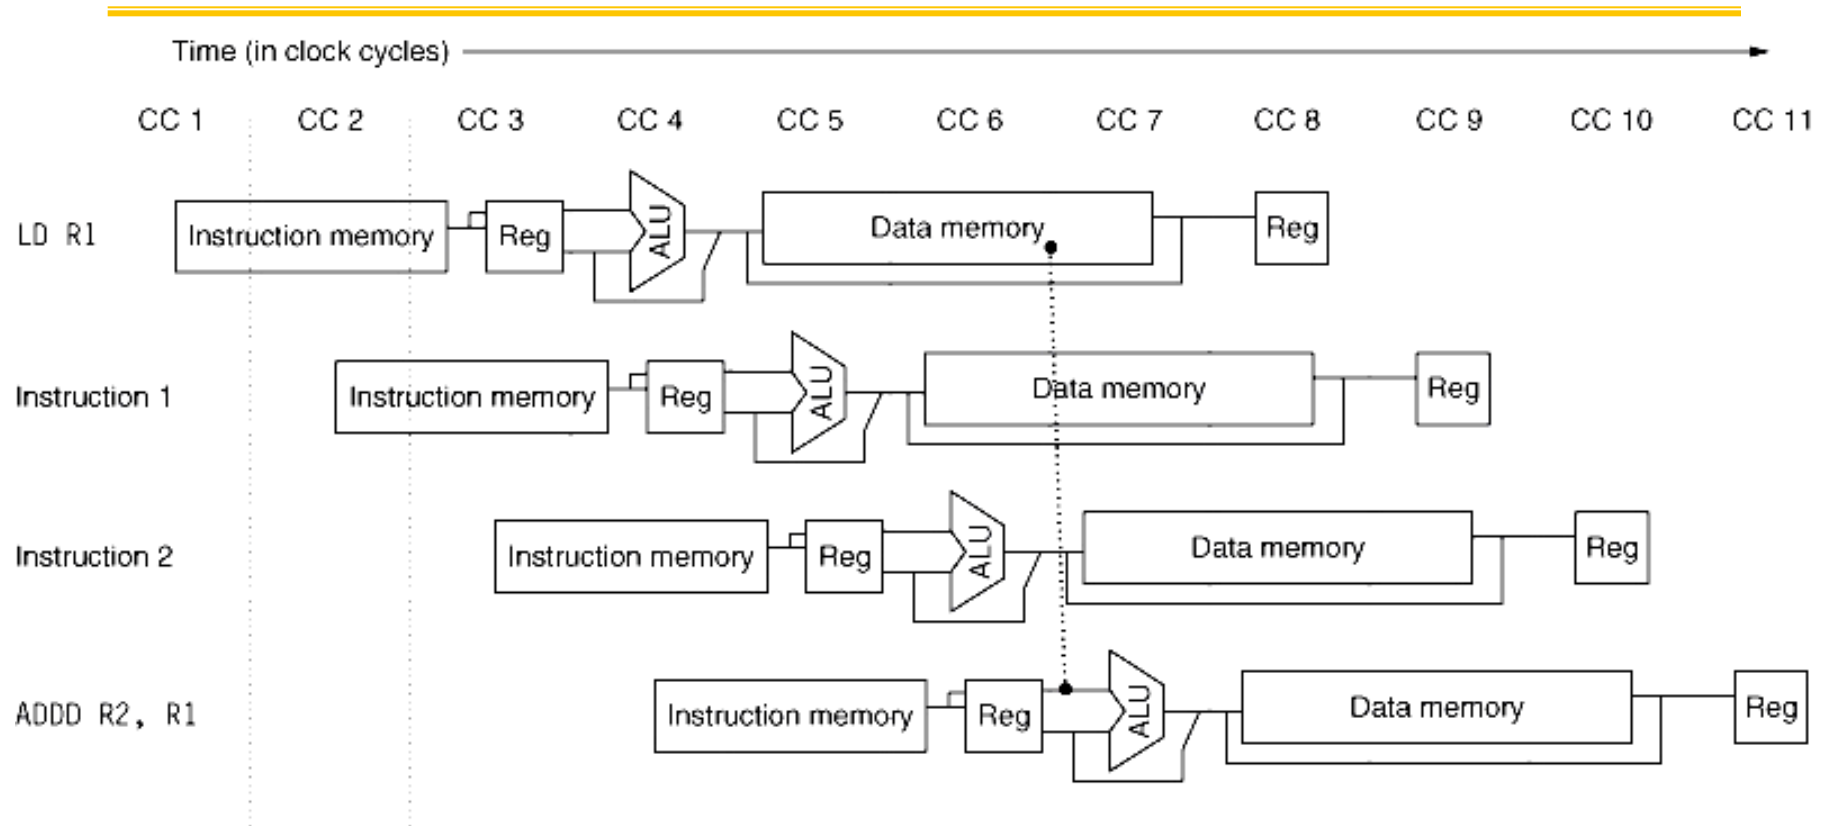 Time (in clock cycles)
CC 1 CC 2 CC 3 CC 4 CC 5 CC 6 CC 7 CC 8 CC 9 CC 10 CC 11
LD R1 Instruction memory Reg ALU Data memory Reg
Instruction 1 Instruction memory Reg ALU Data memory Reg
Instruction 2 Instruction memory Reg ALU Data memory Reg
ADDD R2, R1 Instruction memory Reg ALU Data memory Reg